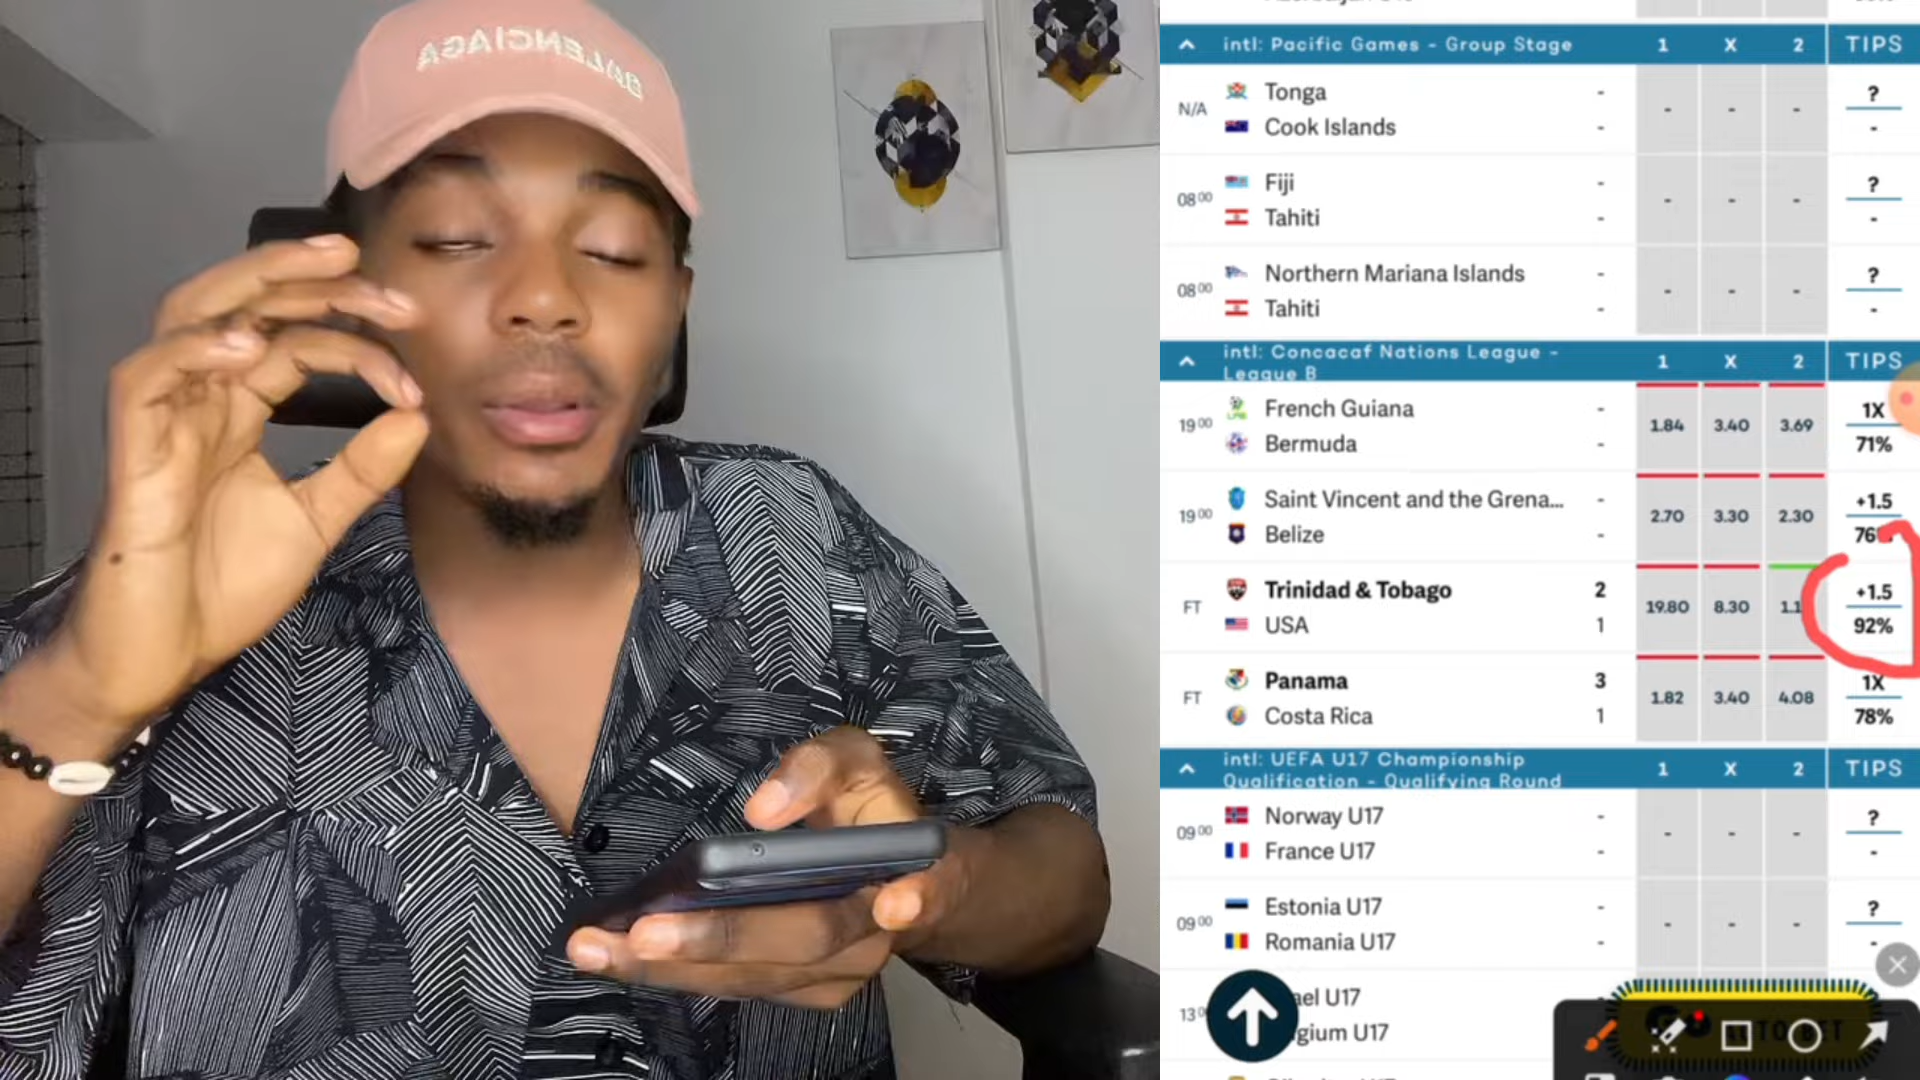 BALENCIAGA
intl: Pacific Games - Group Stage 1 X 2 TIPS
Tonga - ?
N/A - - -
Cook Islands - -
Fiji - ?
08 00 - - -
Tahiti - -
Northern Mariana Islands - ?
08 00 - - -
Tahiti - -
intl: Concacaf Nations League -
League B 1 X 2 TIPS
French Guiana - 1X
19 00 1.84 3.40 3.69
Bermuda - 71%
Saint Vincent and the Grena... - +1.5
19 00 2.70 3.30 2.30
Belize -
Trinidad & Tobago 2 +1.5
FT 19.80 8.30
USA 1 92%
Panama 3 1X
FT 1.82 3.40 4.08
Costa Rica 1 78%
intl: UEFA U17 Championship
Qualification - Qualifying Round 1 X 2 TIPS
Norway U17 - ?
09 00 - - -
France U17 - -
Estonia U17 - ?
09 00 - - -
Romania U17 - -
U17
U17